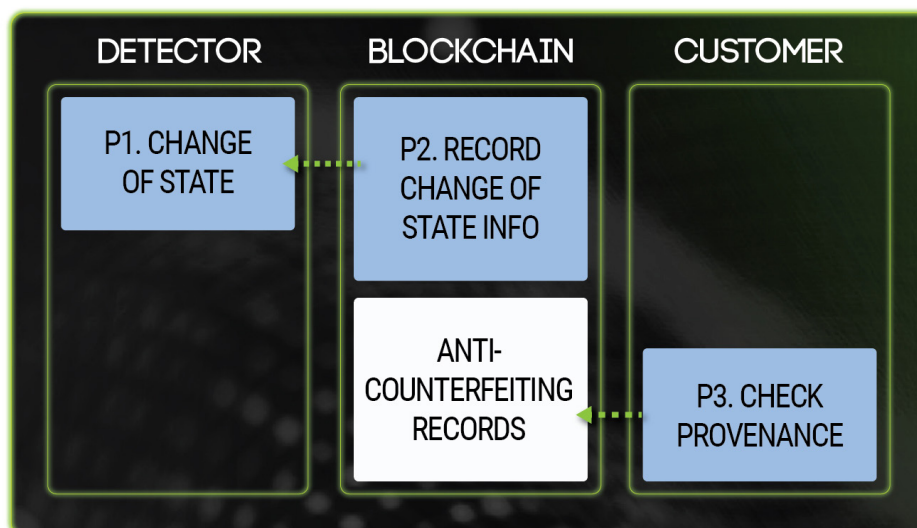 DETECTOR
BLOCKCHAIN
CUSTOMER
P1. CHANGE
OF STATE
P2. RECORD
CHANGE OF
STATE INFO
ANTI-
COUNTERFEITING
RECORDS
P3. CHECK
PROVENANCE